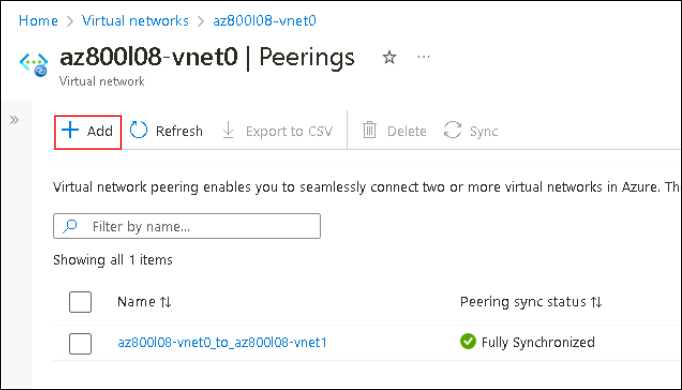 Home > Virtual networks > az800l08-vnet0
az800l08-vnet0 | Peerings ☆ ...
Virtual network
»
+ Add Refresh Export to CSV Delete Sync
Virtual network peering enables you to seamlessly connect two or more virtual networks in Azure. The
Filter by name...
Showing all 1 items
Name ↑↓ Peering sync status ↑↓
az800l08-vnet0_to_az800l08-vnet1 Fully Synchronized